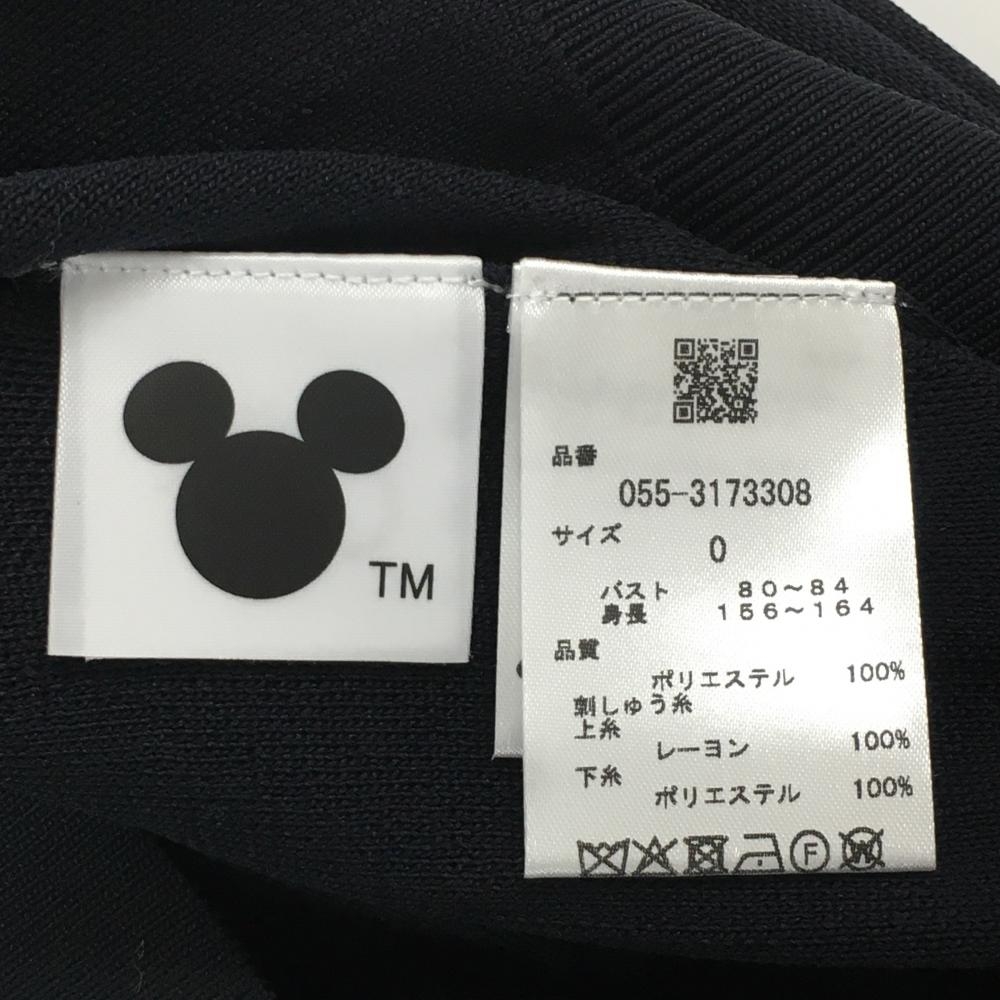 TM
品番
055-3173308
サイズ
0
バスト 80～84
身長 156～164
品質
ポリエステル 100%
刺しゅう糸
上糸
レーヨン 100%
下糸
ポリエステル 100%
F
W